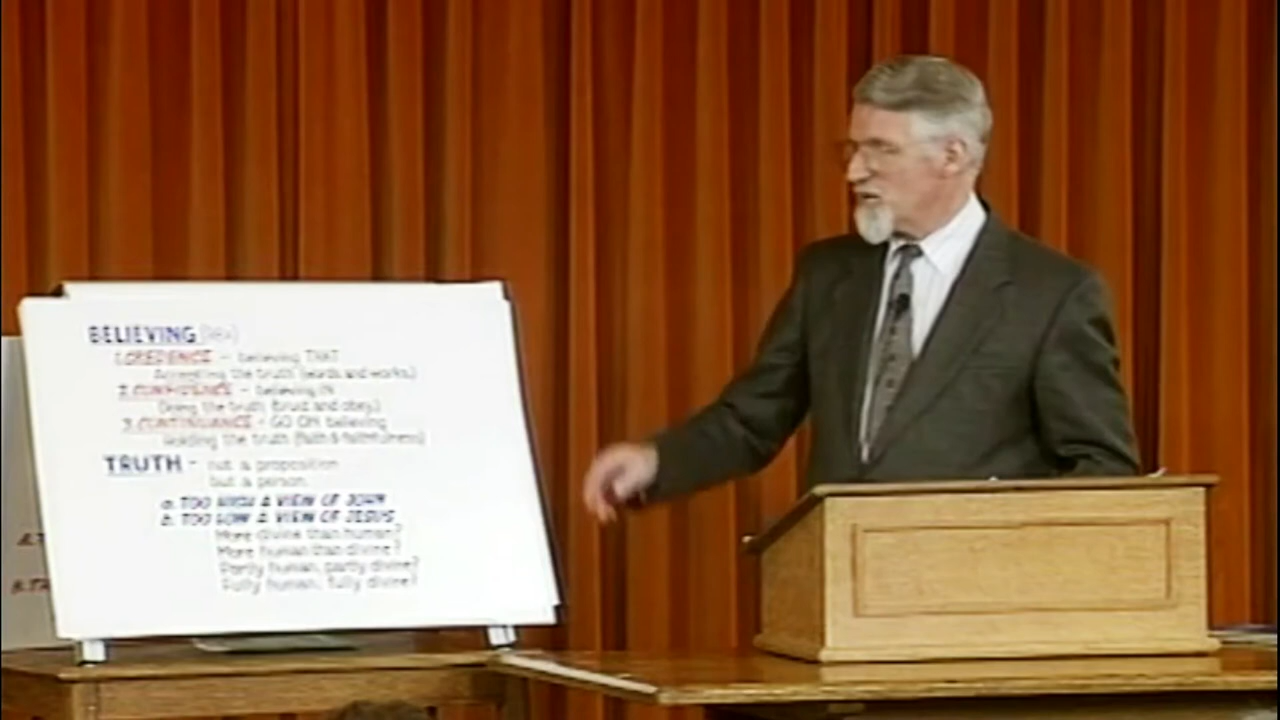 BELIEVING (98x)
1. CREDENCE - believing THAT
Accepting the truth (words and works)
2. CONFIDENCE - believing IN
Doing the truth (trust and obey)
3. CONTINUANCE - GO ON believing
Holding the truth (faith & faithfulness)
TRUTH - not a proposition
but a person
a. TOO HIGH A VIEW OF JOHN
b. TOO LOW A VIEW OF JESUS
More divine than human?
More human than divine?
Partly human, partly divine?
Fully human, fully divine?